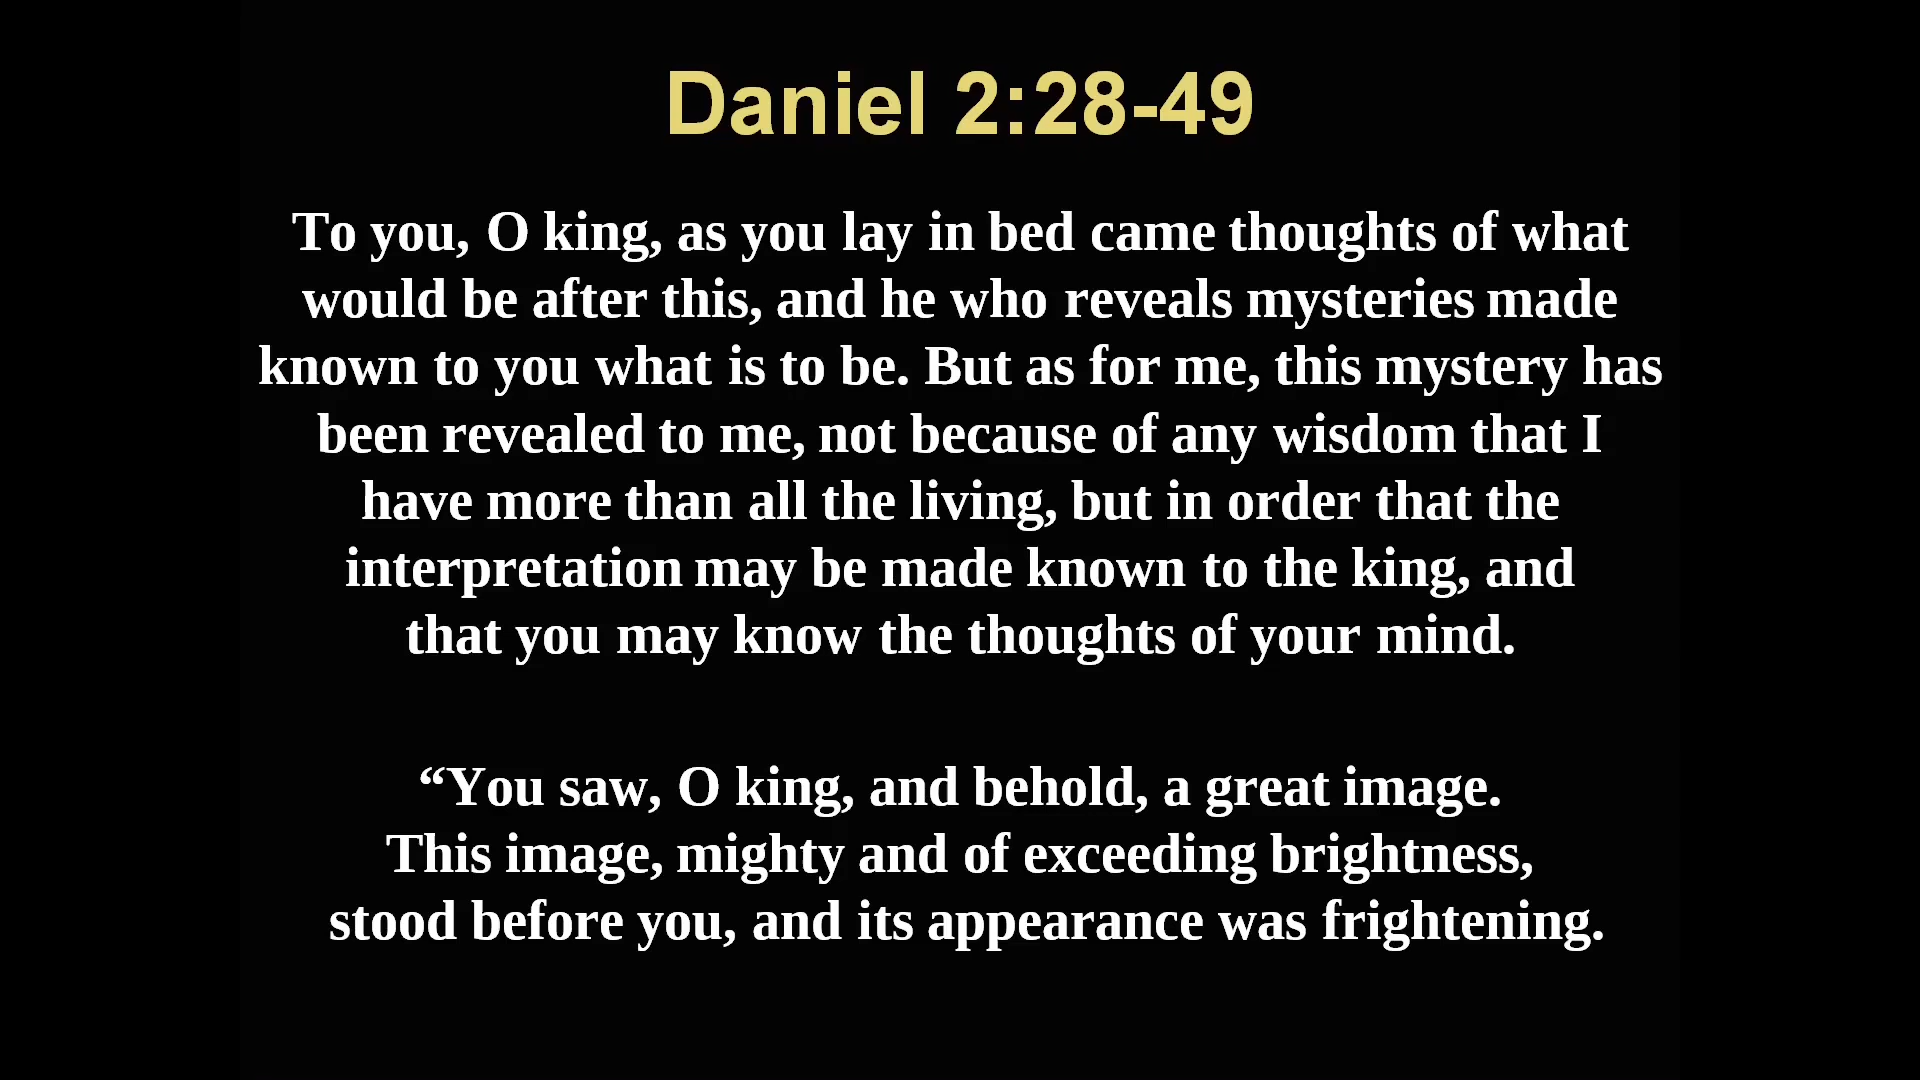 Daniel 2:28-49
To you, O king, as you lay in bed came thoughts of what
would be after this, and he who reveals mysteries made
known to you what is to be. But as for me, this mystery has
been revealed to me, not because of any wisdom that I
have more than all the living, but in order that the
interpretation may be made known to the king, and
that you may know the thoughts of your mind.
“You saw, O king, and behold, a great image.
This image, mighty and of exceeding brightness,
stood before you, and its appearance was frightening.